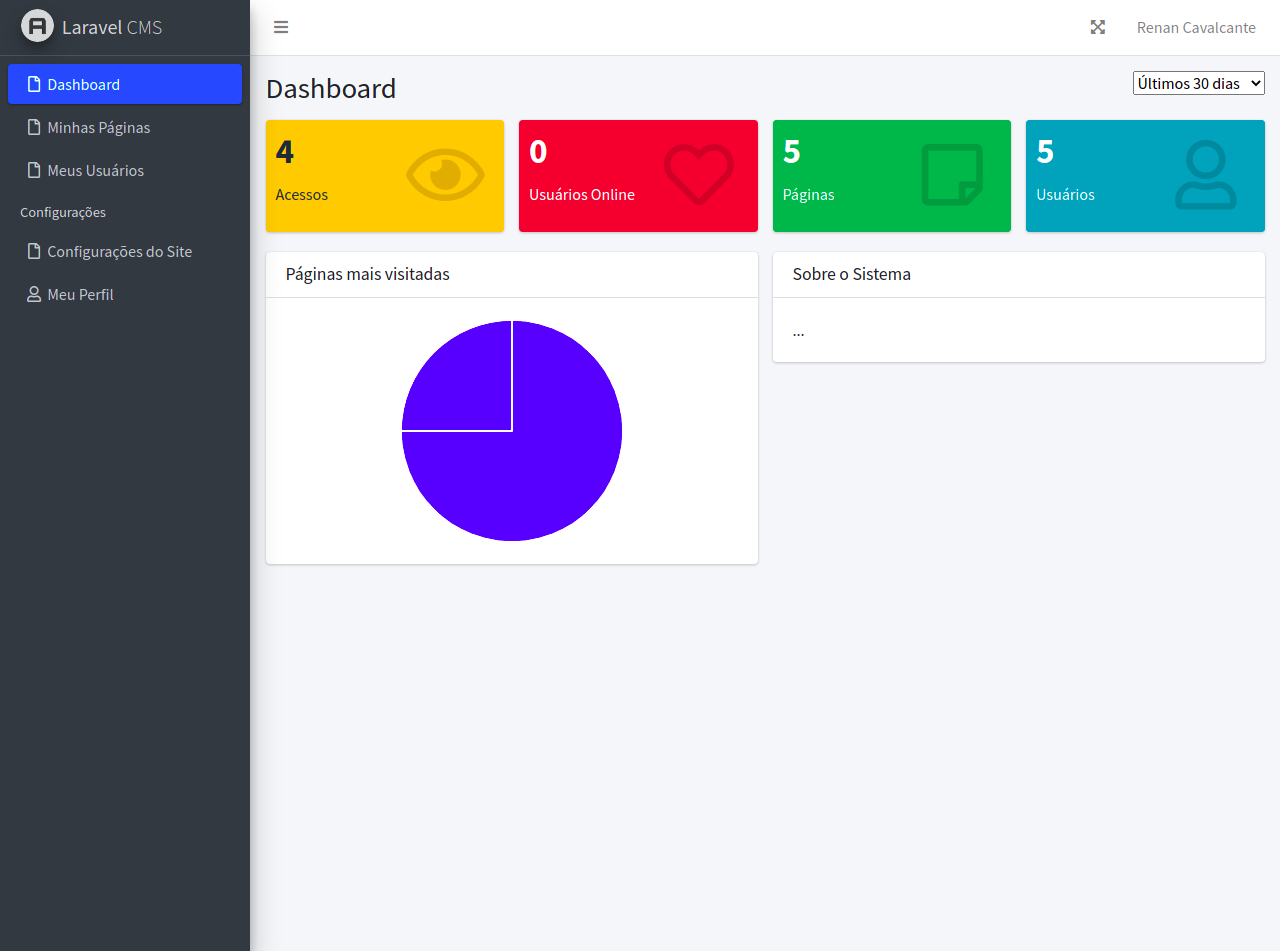 Laravel CMS
Renan Cavalcante
Dashboard
Minhas Páginas
Meus Usuários
Configurações
Configurações do Site
Meu Perfil
Dashboard
Últimos 30 dias
4
Acessos
0
Usuários Online
5
Páginas
5
Usuários
Páginas mais visitadas
Sobre o Sistema
...